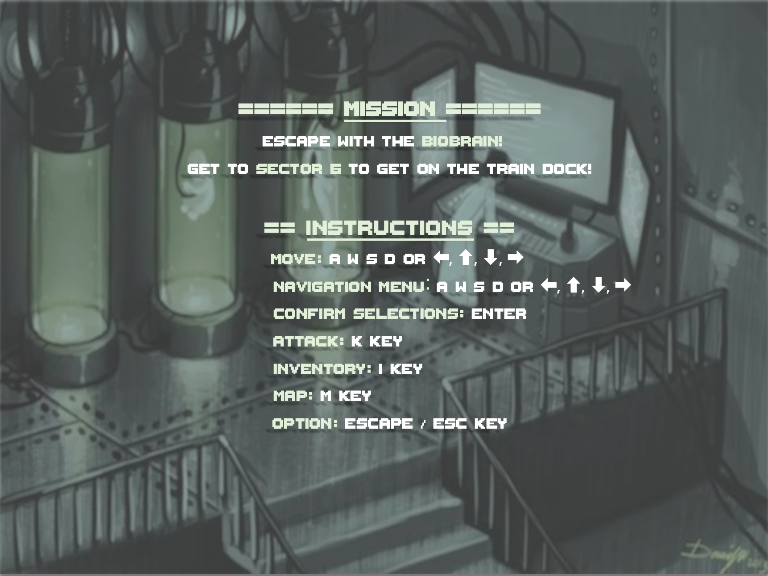 ====== MISSION ======
ESCAPE WITH THE BIOBRAIN!
GET TO SECTOR 6 TO GET ON THE TRAIN DOCK!
== INSTRUCTIONS ==
MOVE: A W S D OR ←, ↑, ↓, →
NAVIGATION MENU: A W S D OR ←, ↑, ↓, →
CONFIRM SELECTIONS: ENTER
ATTACK: K KEY
INVENTORY: I KEY
MAP: M KEY
OPTION: ESCAPE / ESC KEY